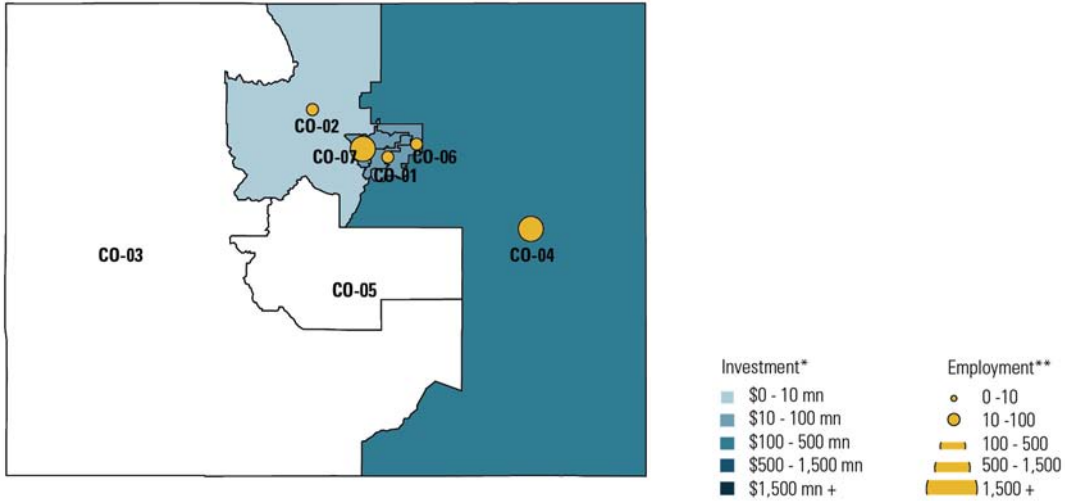 CO-02
CO-07
CO-06
CO-01
CO-03
CO-04
CO-05
Investment*
$0 - 10 mn
$10 - 100 mn
$100 - 500 mn
$500 - 1,500 mn
$1,500 mn +
Employment**
0 -10
10 -100
100 - 500
500 - 1,500
1,500 +